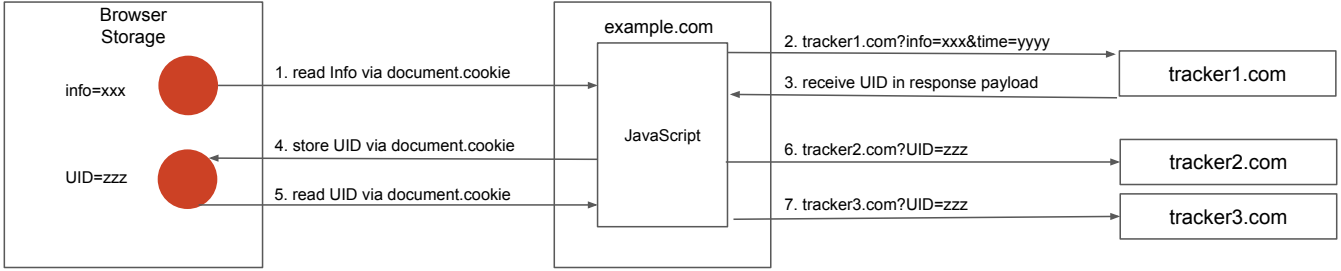 Browser
Storage
info=xxx
UID=zzz
1. read Info via document.cookie
4. store UID via document.cookie
5. read UID via document.cookie
example.com
JavaScript
2. tracker1.com?info=xxx&time=yyyy
3. receive UID in response payload
6. tracker2.com?UID=zzz
7. tracker3.com?UID=zzz
tracker1.com
tracker2.com
tracker3.com